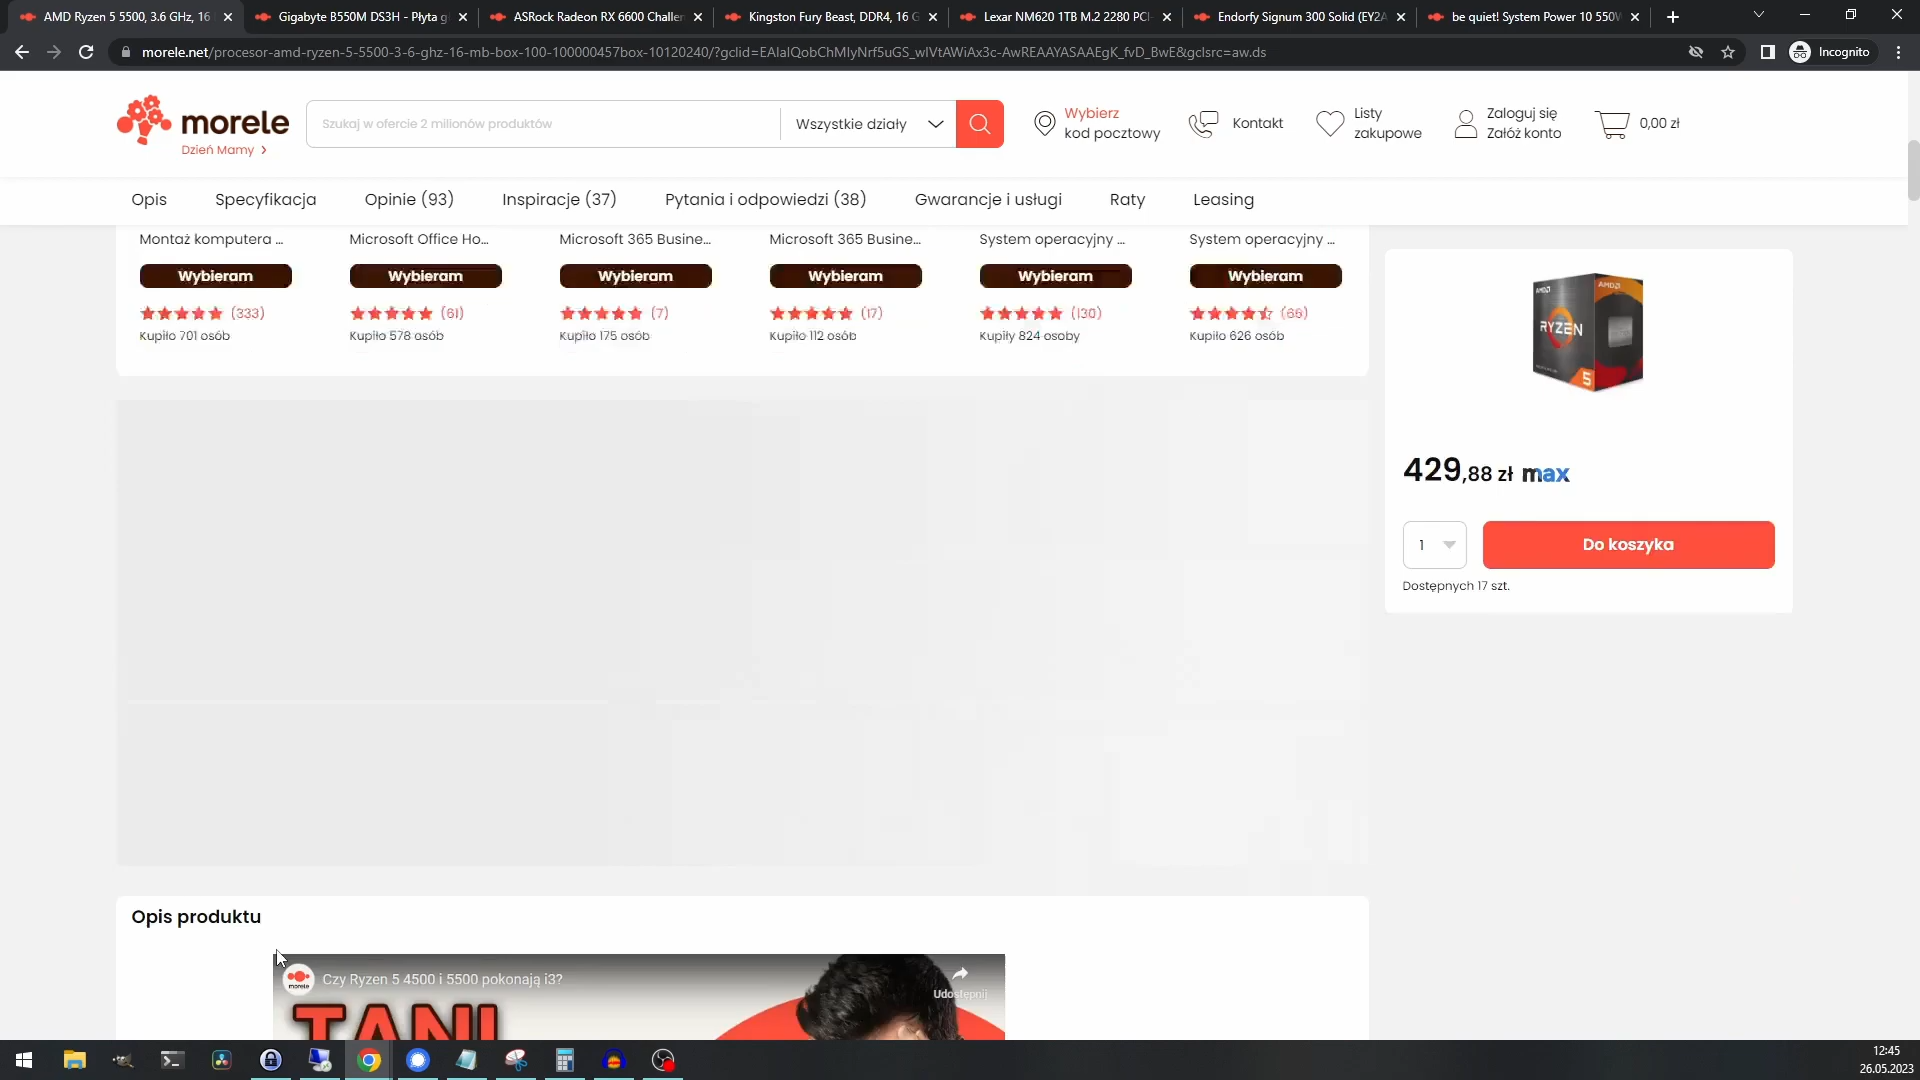 AMD Ryzen 5 5500, 3.6 GHz, 16
Gigabyte B550M DS3H - Płyta g
ASRock Radeon RX 6600 Challen
Kingston Fury Beast, DDR4, 16 G
Lexar NM620 1TB M.2 2280 PCI-
Endorfy Signum 300 Solid (EY2A
be quiet! System Power 10 550W
morele.net/procesor-amd-ryzen-5-5500-3-6-ghz-16-mb-box-100-100000457box-10120240/?gclid=EAIaIQobChMIyNrf5uGS_wIVtAWiAx3c-AwREAAYASAAEgK_fvD_BwE&gclsrc=aw.ds
Incognito
morele
Dzień Mamy >
Szukaj w ofercie 2 milionów produktów
Wszystkie działy
Wybierz
kod pocztowy
Kontakt
Listy
zakupowe
Zaloguj się
Załóż konto
0,00 zł
Opis
Specyfikacja
Opinie (93)
Inspiracje (37)
Pytania i odpowiedzi (38)
Gwarancje i usługi
Raty
Leasing
Montaż komputera ...
Microsoft Office Ho...
Microsoft 365 Busine...
Microsoft 365 Busine...
System operacyjny ...
System operacyjny ...
Wybieram
Wybieram
Wybieram
Wybieram
Wybieram
Wybieram
(333)
(61)
(7)
(17)
(130)
(66)
Kupiło 701 osób
Kupiło 578 osób
Kupiło 175 osób
Kupiło 112 osób
Kupiły 824 osoby
Kupiło 626 osób
AMD
AMD
RYZEN
5
429,88 zł max
1
Do koszyka
Dostępnych 17 szt.
Opis produktu
morele
Czy Ryzen 5 4500 i 5500 pokonają i3?
Udostępnij
TANI
12:45
26.05.2023